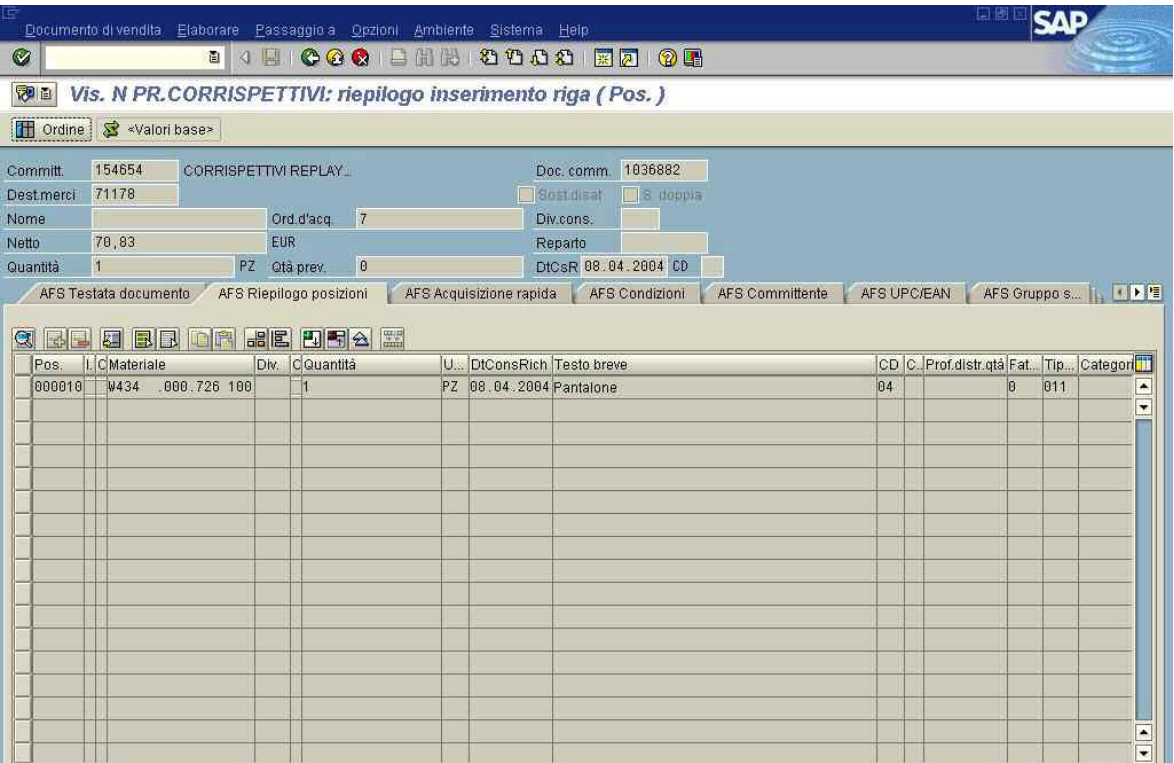 Documento di vendita Elaborare Passaggio a Opzioni Ambiente Sistema Help
SAP
Vis. N PR.CORRISPETTIVI: riepilogo inserimento riga ( Pos. )
Ordine <Valori base>
Committ. 154654 CORRISPETTIVI REPLAY... Doc. comm. 1036882
Dest.merci 71178 Sost.disat S. doppia
Nome Ord.d'acq. 7 Div.cons.
Netto 70,83 EUR Reparto
Quantità 1 PZ Qtà prev. 0 DtCsR 08.04.2004 CD
AFS Testata documento AFS Riepilogo posizioni AFS Acquisizione rapida AFS Condizioni AFS Committente AFS UPC/EAN AFS Gruppo s...
Pos. I. C Materiale Div. C Quantità U... DtConsRich Testo breve CD C.. Prof.distr.qtà Fat... Tip... Categori
000010 W434 .000.726 100 1 PZ 08.04.2004 Pantalone 04 0 011